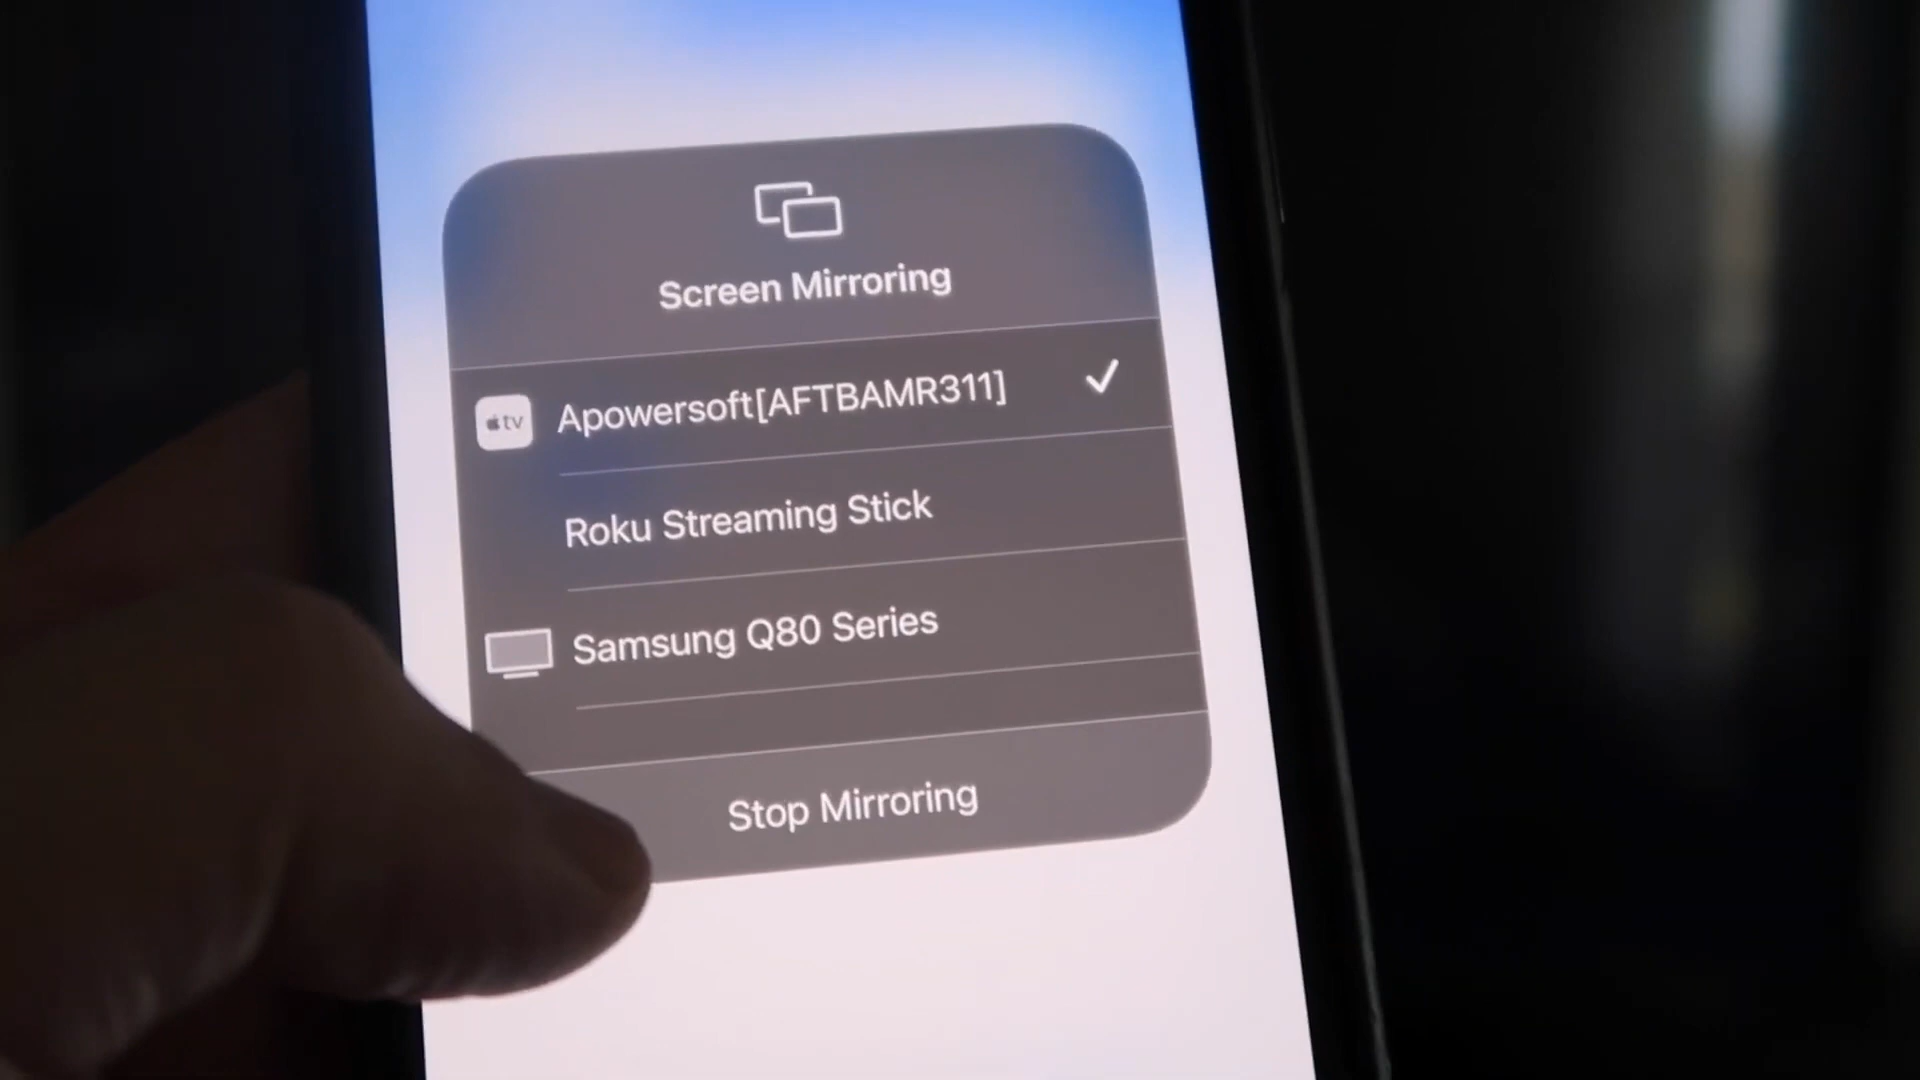 Screen Mirroring
tv Apowersoft[AFTBAMR311]
Roku Streaming Stick
Samsung Q80 Series
Stop Mirroring